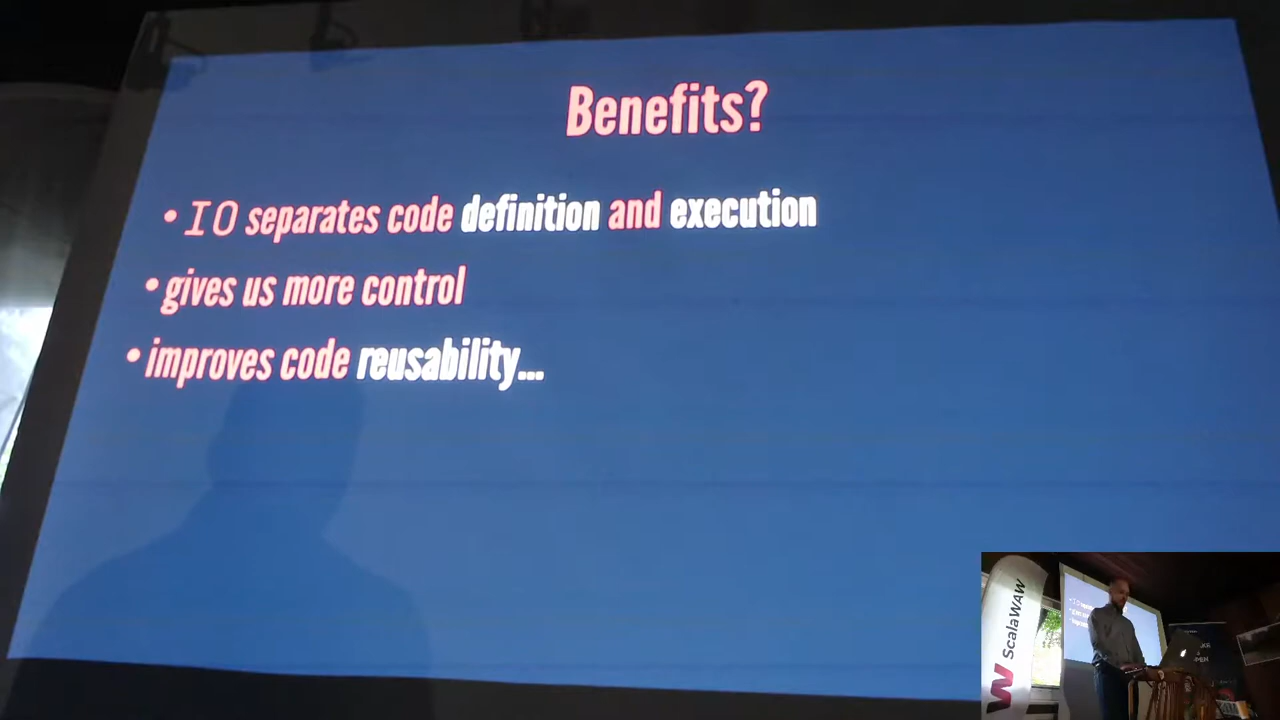 Benefits?
• IO separates code definition and execution
• gives us more control
• improves code reusability...
W ScalaWAW